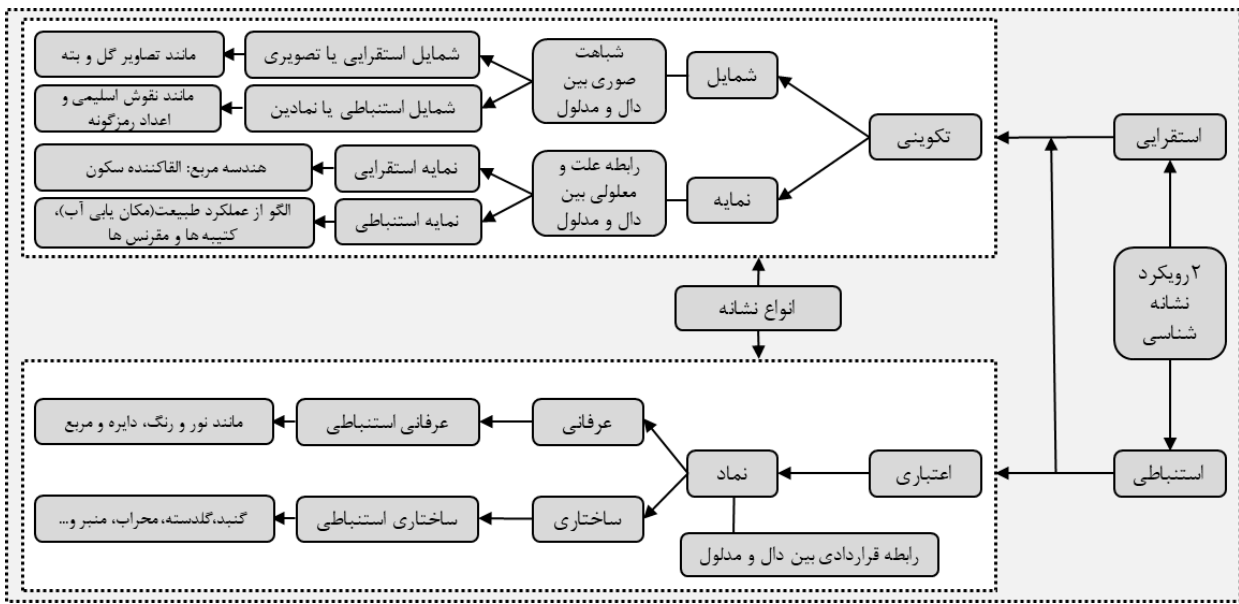 ۲رویکرد
نشانه
شناسی
استقرایی
استنباطی
تکوینی
شمایل
شباهت
صوری بین
دال و مدلول
شمایل استقرایی یا تصویری
مانند تصاویر گل و بته
شمایل استنباطی یا نمادین
مانند نقوش اسلیمی و
اعداد رمزگونه
نمایه
رابطه علت و
معلولی بین
دال و مدلول
نمایه استقرایی
هندسه مربع: القاکننده سکون
نمایه استنباطی
الگو از عملکرد طبیعت(مکان یابی آب)،
کتیبه ها و مقرنس ها
انواع نشانه
اعتباری
نماد
رابطه قراردادی بین دال و مدلول
عرفانی
عرفانی استنباطی
مانند نور و رنگ، دایره و مربع
ساختاری
ساختاری استنباطی
گنبد،گلدسته، محراب، منبر و...